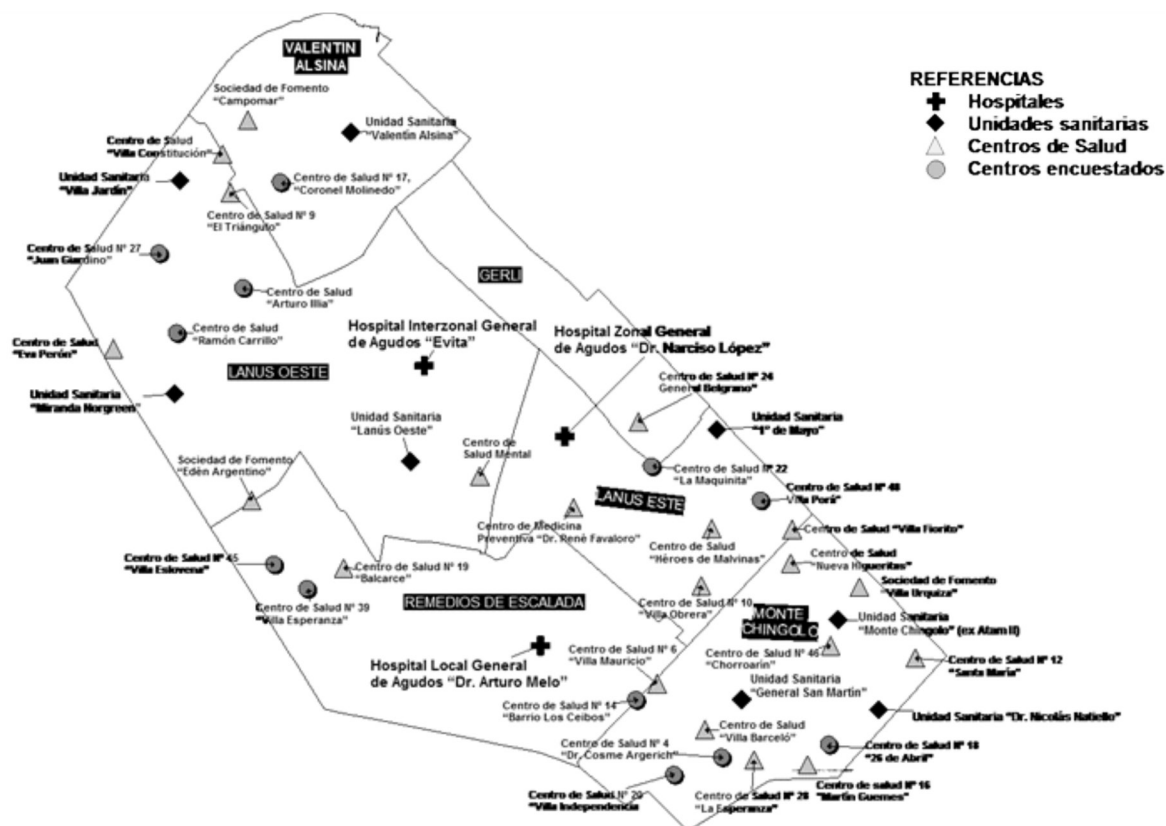 VALENTIN
ALSINA
REFERENCIAS
Hospitales
Unidades sanitarias
Centros de Salud
Centros encuestados
Sociedad de Fomento
“Campomar”
Unidad Sanitaria
“Valentin Alsina”
Centro de Salud
“Villa Constitución”
Unidad Sanitaria
“Villa Jardín”
Centro de Salud Nº 17,
“Coronel Molinedo”
Centro de Salud Nº 9
“El Triángulo”
Centro de Salud Nº 27
“Juan Giardino”
GERLI
Centro de Salud
“Arturo Illia”
Centro de Salud
“Ramón Carrillo”
Hospital Interzonal General
de Agudos “Evita”
Hospital Zonal General
de Agudos “Dr. Narciso López”
Centro de Salud
“Eva Perón”
LANUS OESTE
Centro de Salud Nº 24
General Belgrano”
Unidad Sanitaria
“Miranda Norgreen”
Unidad Sanitaria
“Lanús Oeste”
Unidad Sanitaria
“1° de Mayo”
Centro de
Salud Mental
Sociedad de Fomento
“Edén Argentino”
Centro de Salud Nº 22
“La Maquinita”
Centro de Salud Nº 48
Villa Porá”
LANUS ESTE
Centro de Medicina
Preventiva “Dr. René Favaloro”
Centro de Salud “Villa Fiorito”
Centro de Salud
“Héroes de Malvinas”
Centro de Salud
“Nueva Higueritas”
Centro de Salud Nº 45
“Villa Eslovena”
Centro de Salud Nº 19
“Balcarce”
Sociedad de Fomento
“Villa Urquiza”
Centro de Salud Nº 39
“Villa Esperanza”
REMEDIOS DE ESCALADA
Centro de Salud Nº 10
“Villa Obrera”
MONTE
CHINGOLO
Unidad Sanitaria
“Monte Chingolo” (ex Atam II)
Centro de Salud Nº 6
“Villa Mauricio”
Centro de Salud Nº 46
“Chorroarín”
Centro de Salud Nº 12
“Santa María”
Hospital Local General
de Agudos “Dr. Arturo Melo”
Unidad Sanitaria
“General San Martín”
Centro de Salud Nº 14
“Barrio Los Ceibos”
Unidad Sanitaria “Dr. Nicolás Natiello”
Centro de Salud
“Villa Barceló”
Centro de Salud Nº 4
“Dr. Cosme Argerich”
Centro de Salud Nº 18
“26 de Abril”
Centro de Salud Nº 20
“Villa Independencia
Centro de Salud Nº 28
“La Esperanza”
Centro de salud Nº 16
“Martín Guemes”